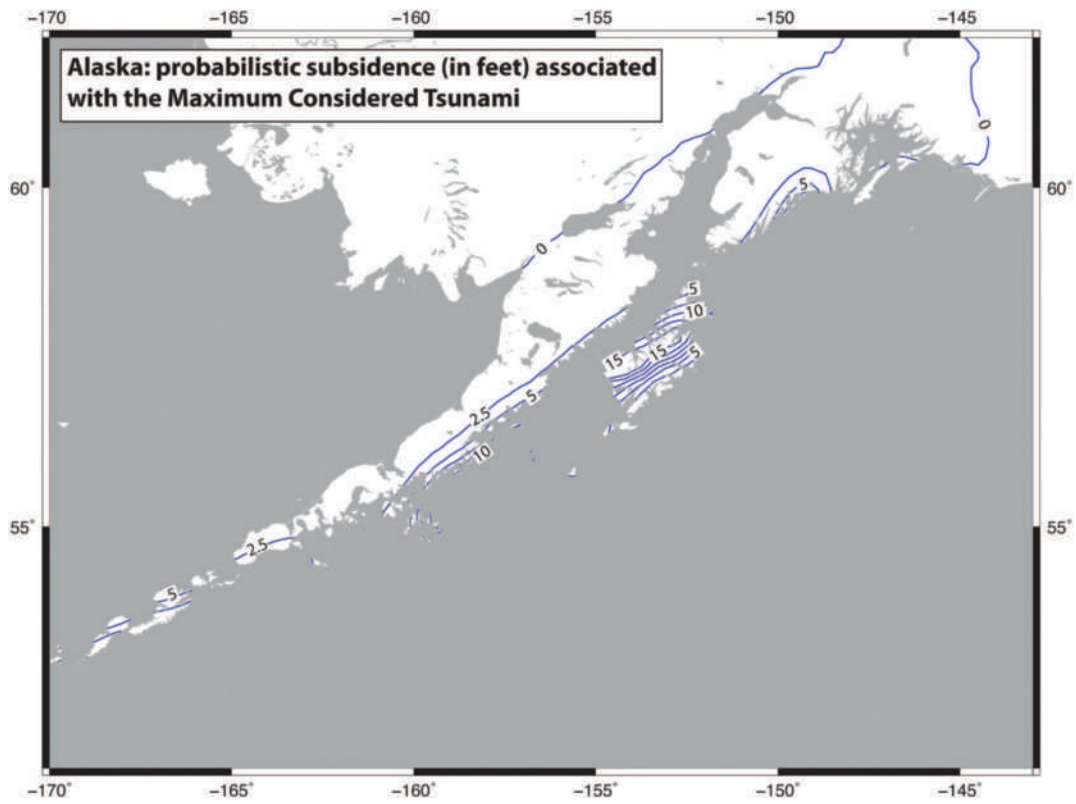 −170 −165 −160 −155 −150 −145
Alaska: probabilistic subsidence (in feet) associated
with the Maximum Considered Tsunami
0
60° 5 60°
0
5
10
15 15 5
2.5 5
10
55° 55°
2.5
5
−170° −165° −160° −155° −150° −145°